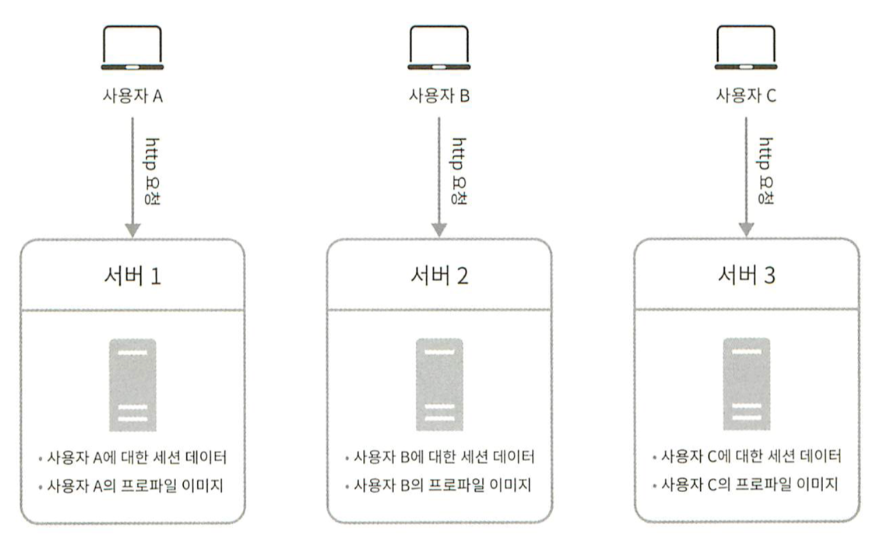 사용자 A
사용자 B
사용자 C
http 요청
http 요청
http 요청
서버 1
서버 2
서버 3
• 사용자 A에 대한 세션 데이터
• 사용자 A의 프로파일 이미지
• 사용자 B에 대한 세션 데이터
• 사용자 B의 프로파일 이미지
• 사용자 C에 대한 세션 데이터
• 사용자 C의 프로파일 이미지